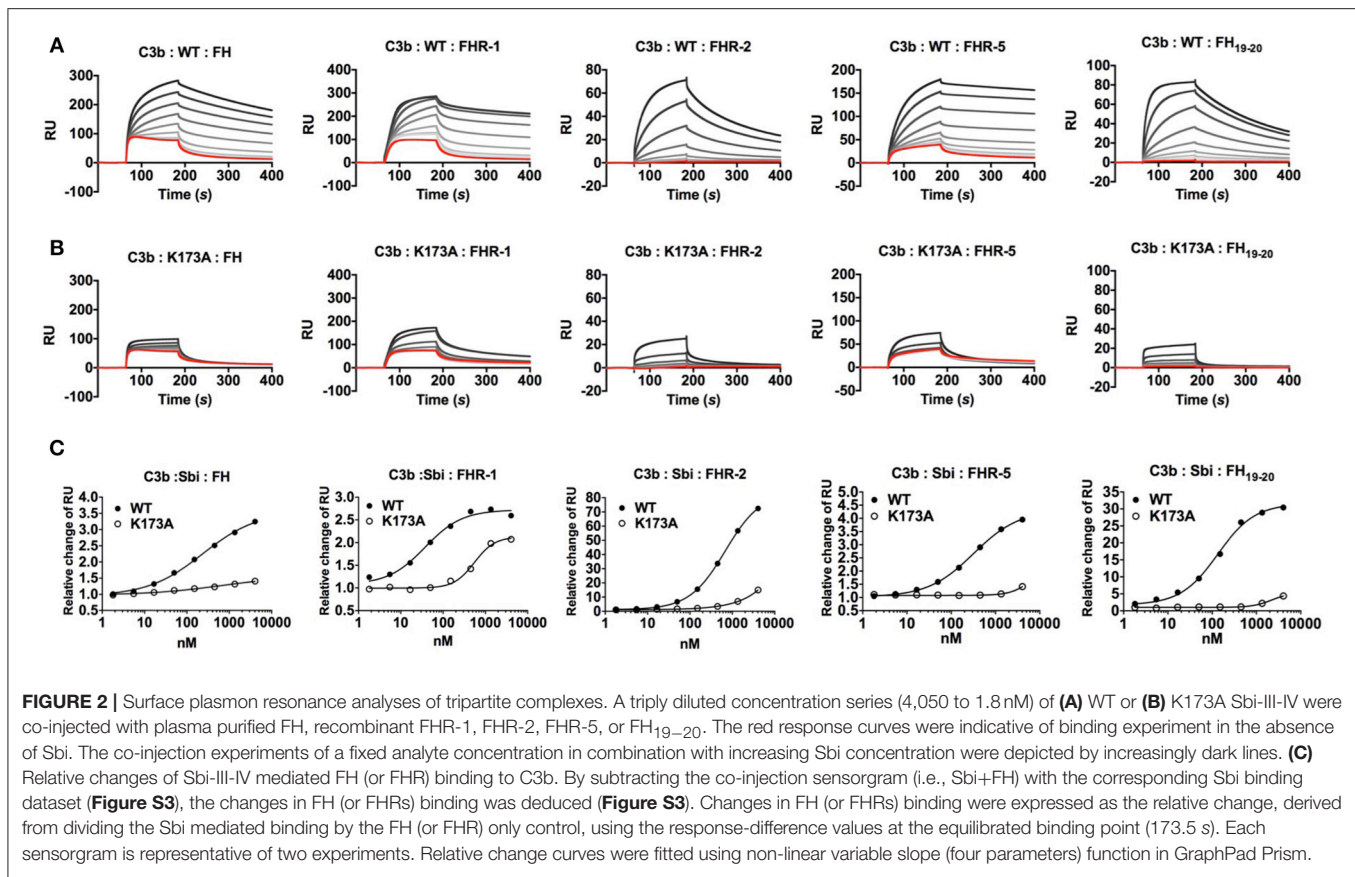 A
C3b : WT : FH
C3b : WT : FHR-1
C3b : WT : FHR-2
C3b : WT : FHR-5
C3b : WT : FH19-20
RU
300
200
100
0
-100
100 200 300 400
Time (s)
RU
400
300
200
100
0
-100
100 200 300 400
Time (s)
RU
80
60
40
20
0
-20
100 200 300 400
Time (s)
RU
200
150
100
50
0
-50
100 200 300 400
Time (s)
RU
100
80
60
40
20
0
-20
100 200 300 400
Time (s)
B
C3b : K173A : FH
C3b : K173A : FHR-1
C3b : K173A : FHR-2
C3b : K173A : FHR-5
C3b : K173A : FH19-20
RU
300
200
100
0
-100
100 200 300 400
Time (s)
RU
400
300
200
100
0
-100
100 200 300 400
Time (s)
RU
80
60
40
20
0
-20
100 200 300 400
Time (s)
RU
200
150
100
50
0
-50
100 200 300 400
Time (s)
RU
100
80
60
40
20
0
-20
100 200 300 400
Time (s)
C
C3b :Sbi : FH
C3b : Sbi : FHR-1
C3b : Sbi : FHR-2
C3b : Sbi : FHR-5
C3b : Sbi : FH19-20
Relative change of RU
4.0
3.5
3.0
2.5
2.0
1.5
1.0
0.5
WT
K173A
1 10 100 1000 10000
nM
Relative change of RU
3.0
2.5
2.0
1.5
1.0
0.5
WT
K173A
1 10 100 1000 10000
nM
Relative change of RU
80
70
60
50
40
30
20
10
0
WT
K173A
1 10 100 1000 10000
nM
Relative change of RU
5.0
4.5
4.0
3.5
3.0
2.5
2.0
1.5
1.0
0.5
WT
K173A
1 10 100 1000 10000
nM
Relative change of RU
35
30
25
20
15
10
5
0
WT
K173A
1 10 100 1000 10000
nM
FIGURE 2 | Surface plasmon resonance analyses of tripartite complexes. A triply diluted concentration series (4,050 to 1.8 nM) of (A) WT or (B) K173A Sbi-III-IV were
co-injected with plasma purified FH, recombinant FHR-1, FHR-2, FHR-5, or FH19–20. The red response curves were indicative of binding experiment in the absence
of Sbi. The co-injection experiments of a fixed analyte concentration in combination with increasing Sbi concentration were depicted by increasingly dark lines. (C)
Relative changes of Sbi-III-IV mediated FH (or FHR) binding to C3b. By subtracting the co-injection sensorgram (i.e., Sbi+FH) with the corresponding Sbi binding
dataset (Figure S3), the changes in FH (or FHRs) binding was deduced (Figure S3). Changes in FH (or FHRs) binding were expressed as the relative change, derived
from dividing the Sbi mediated binding by the FH (or FHR) only control, using the response-difference values at the equilibrated binding point (173.5 s). Each
sensorgram is representative of two experiments. Relative change curves were fitted using non-linear variable slope (four parameters) function in GraphPad Prism.